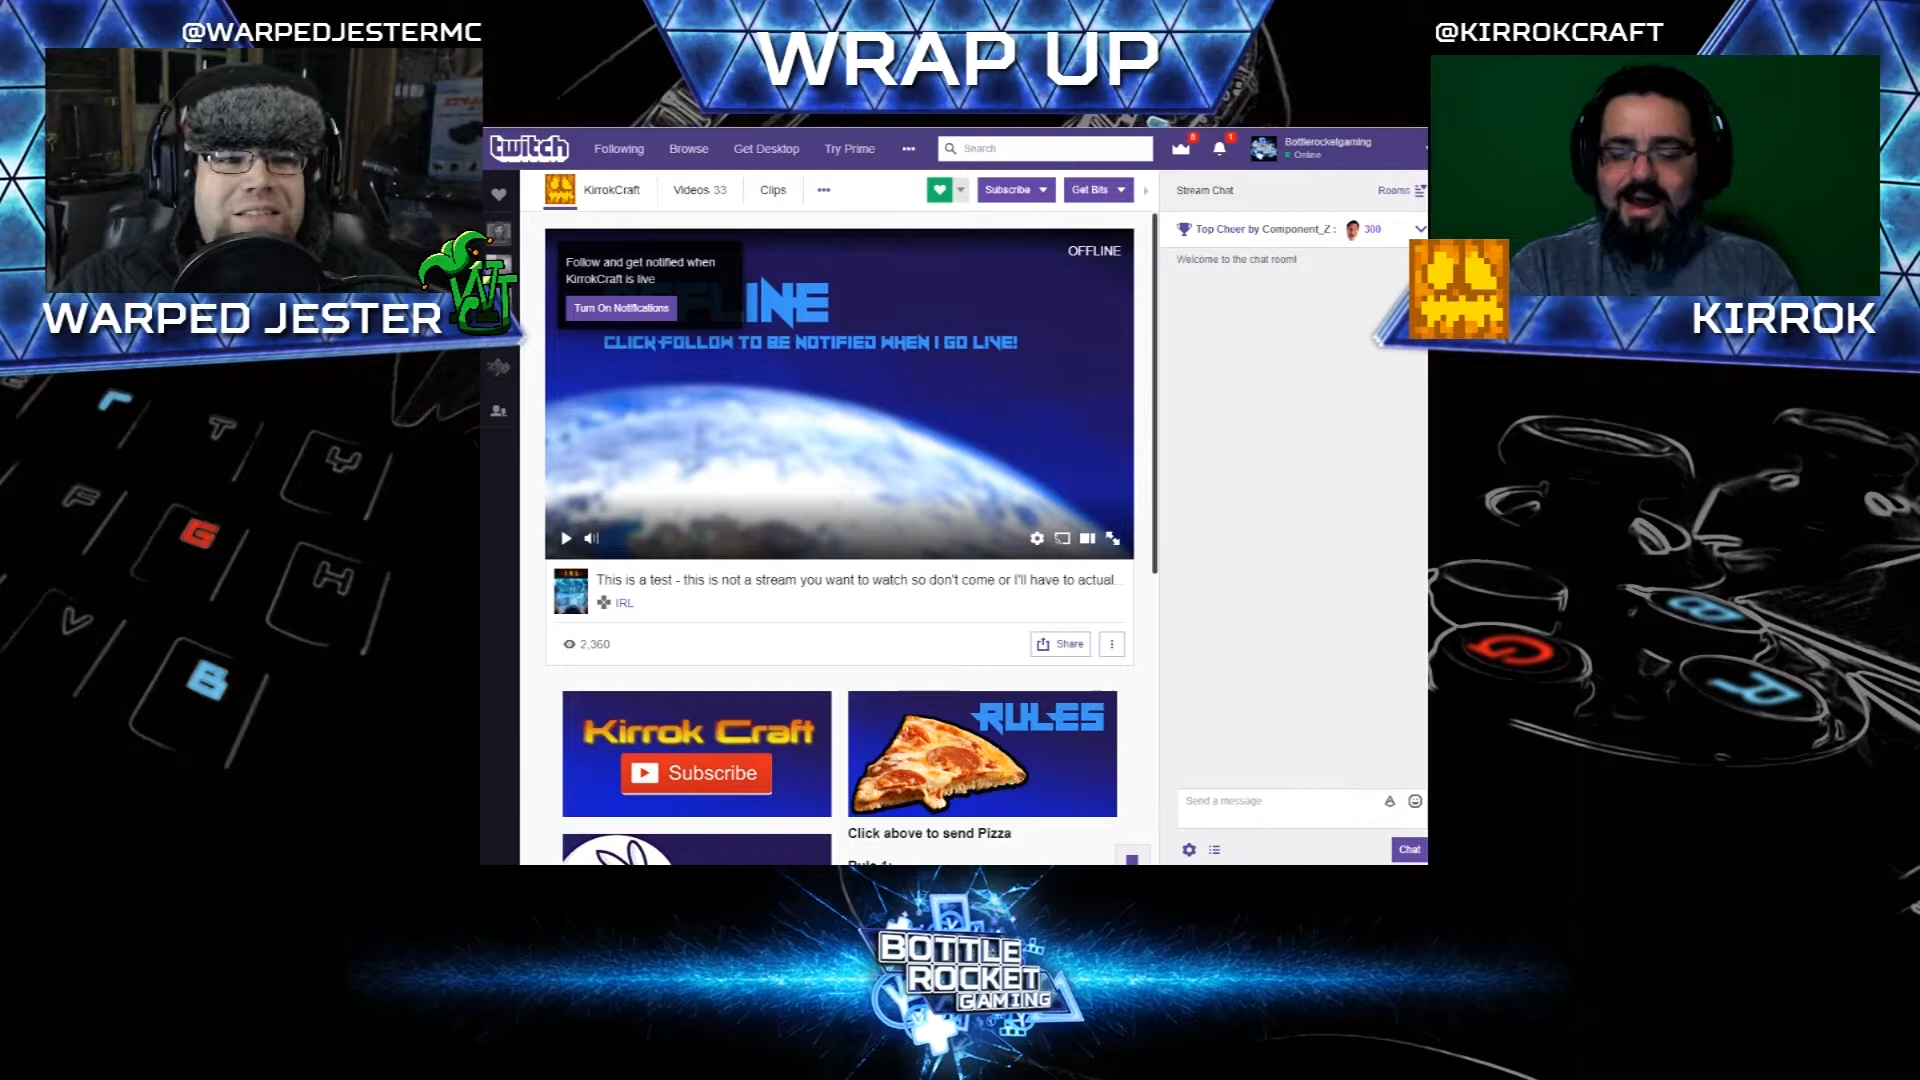 @WARPEDJESTERMC
WRAP UP
@KIRROKCRAFT
twitch
Following
Browse
Get Desktop
Try Prime
Search
Bottlerocketgaming
Online
KirrokCraft
Videos 33
Clips
Subscribe
Get Bits
Stream Chat
Rooms
Top Cheer by Component_Z :
300
Welcome to the chat room!
Follow and get notified when
KirrokCraft is live
Turn On Notifications
OFFLINE
INE
CLICK FOLLOW TO BE NOTIFIED WHEN I GO LIVE!
WARPED JESTER
WJ
KIRROK
This is a test - this is not a stream you want to watch so don't come or I'll have to actual...
IRL
2,360
Share
Kirrok Craft
Subscribe
RULES
Click above to send Pizza
Rule 1:
Send a message
Chat
R
T
Y
F
G
H
V
B
B
G
R
BOTTLE
ROCKET
GAMING